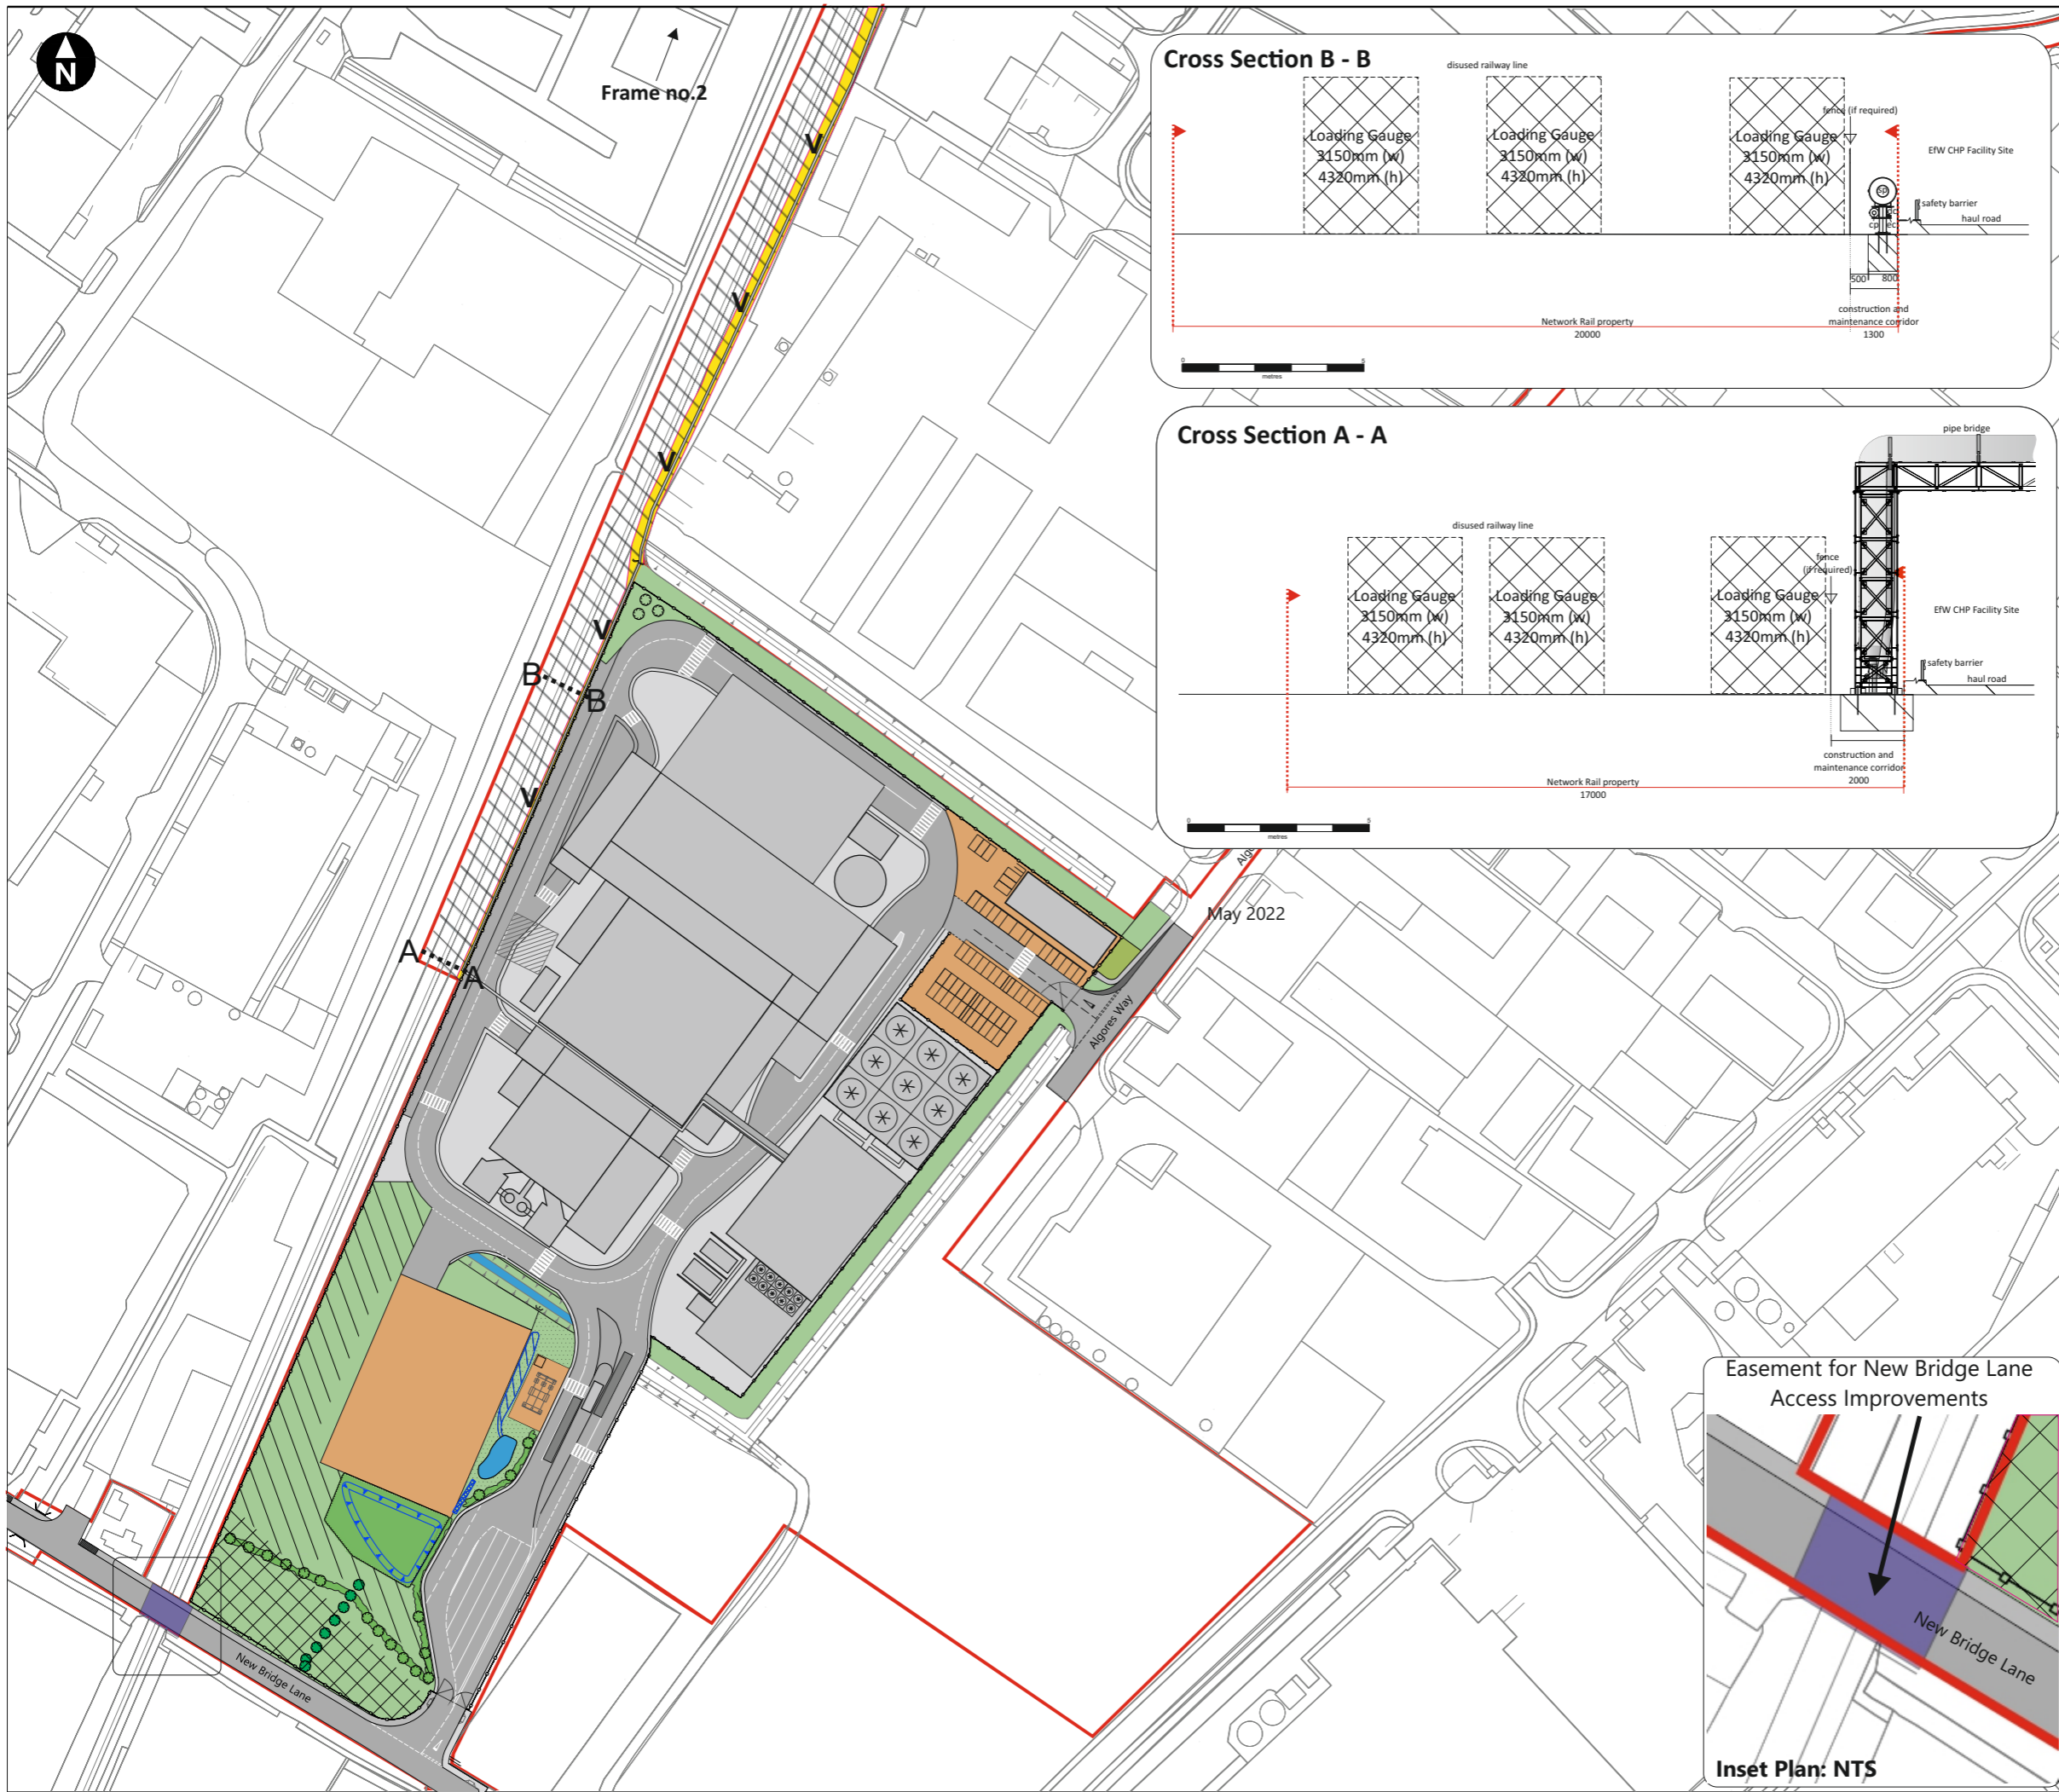 N
Frame no.2
V
V
V
V
V
B
B
A
A
May 2022
Algores Way
New Bridge Lane
Cross Section B - B
disused railway line
fence (if required)
Loading Gauge
3150mm (w)
4320mm (h)
Loading Gauge
3150mm (w)
4320mm (h)
Loading Gauge
3150mm (w)
4320mm (h)
EfW CHP Facility Site
safety barrier
haul road
500
800
construction and
maintenance corridor
1300
Network Rail property
20000
0
5
metres
Cross Section A - A
pipe bridge
disused railway line
fence
(if required)
Loading Gauge
3150mm (w)
4320mm (h)
Loading Gauge
3150mm (w)
4320mm (h)
Loading Gauge
3150mm (w)
4320mm (h)
EfW CHP Facility Site
safety barrier
haul road
construction and
maintenance corridor
2000
Network Rail property
17000
0
5
metres
Easement for New Bridge Lane
Access Improvements
New Bridge Lane
Inset Plan: NTS